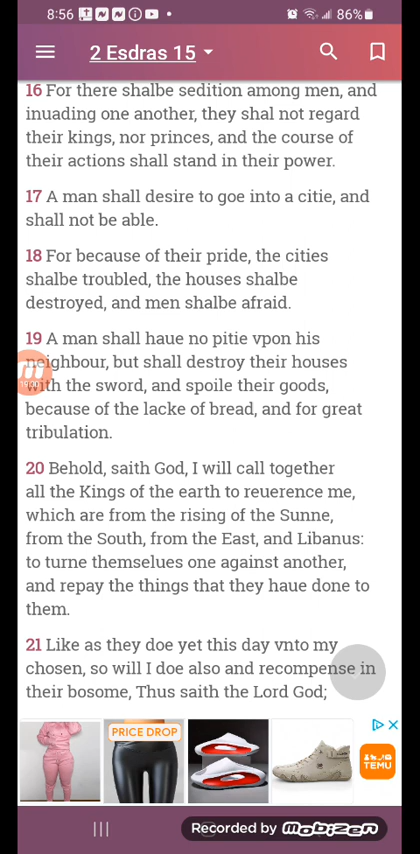 8:56 86%
2 Esdras 15
16 For there shalbe sedition among men, and
inuading one another, they shal not regard
their kings, nor princes, and the course of
their actions shall stand in their power.
17 A man shall desire to goe into a citie, and
shall not be able.
18 For because of their pride, the cities
shalbe troubled, the houses shalbe
destroyed, and men shalbe afraid.
19 A man shall haue no pitie vpon his
neighbour, but shall destroy their houses
with the sword, and spoile their goods,
because of the lacke of bread, and for great
tribulation.
20 Behold, saith God, I will call together
all the Kings of the earth to reuerence me,
which are from the rising of the Sunne,
from the South, from the East, and Libanus:
to turne themselues one against another,
and repay the things that they haue done to
them.
21 Like as they doe yet this day vnto my
chosen, so will I doe also and recompense in
their bosome, Thus saith the Lord God;
PRICE DROP
TEMU
Recorded by mobizen